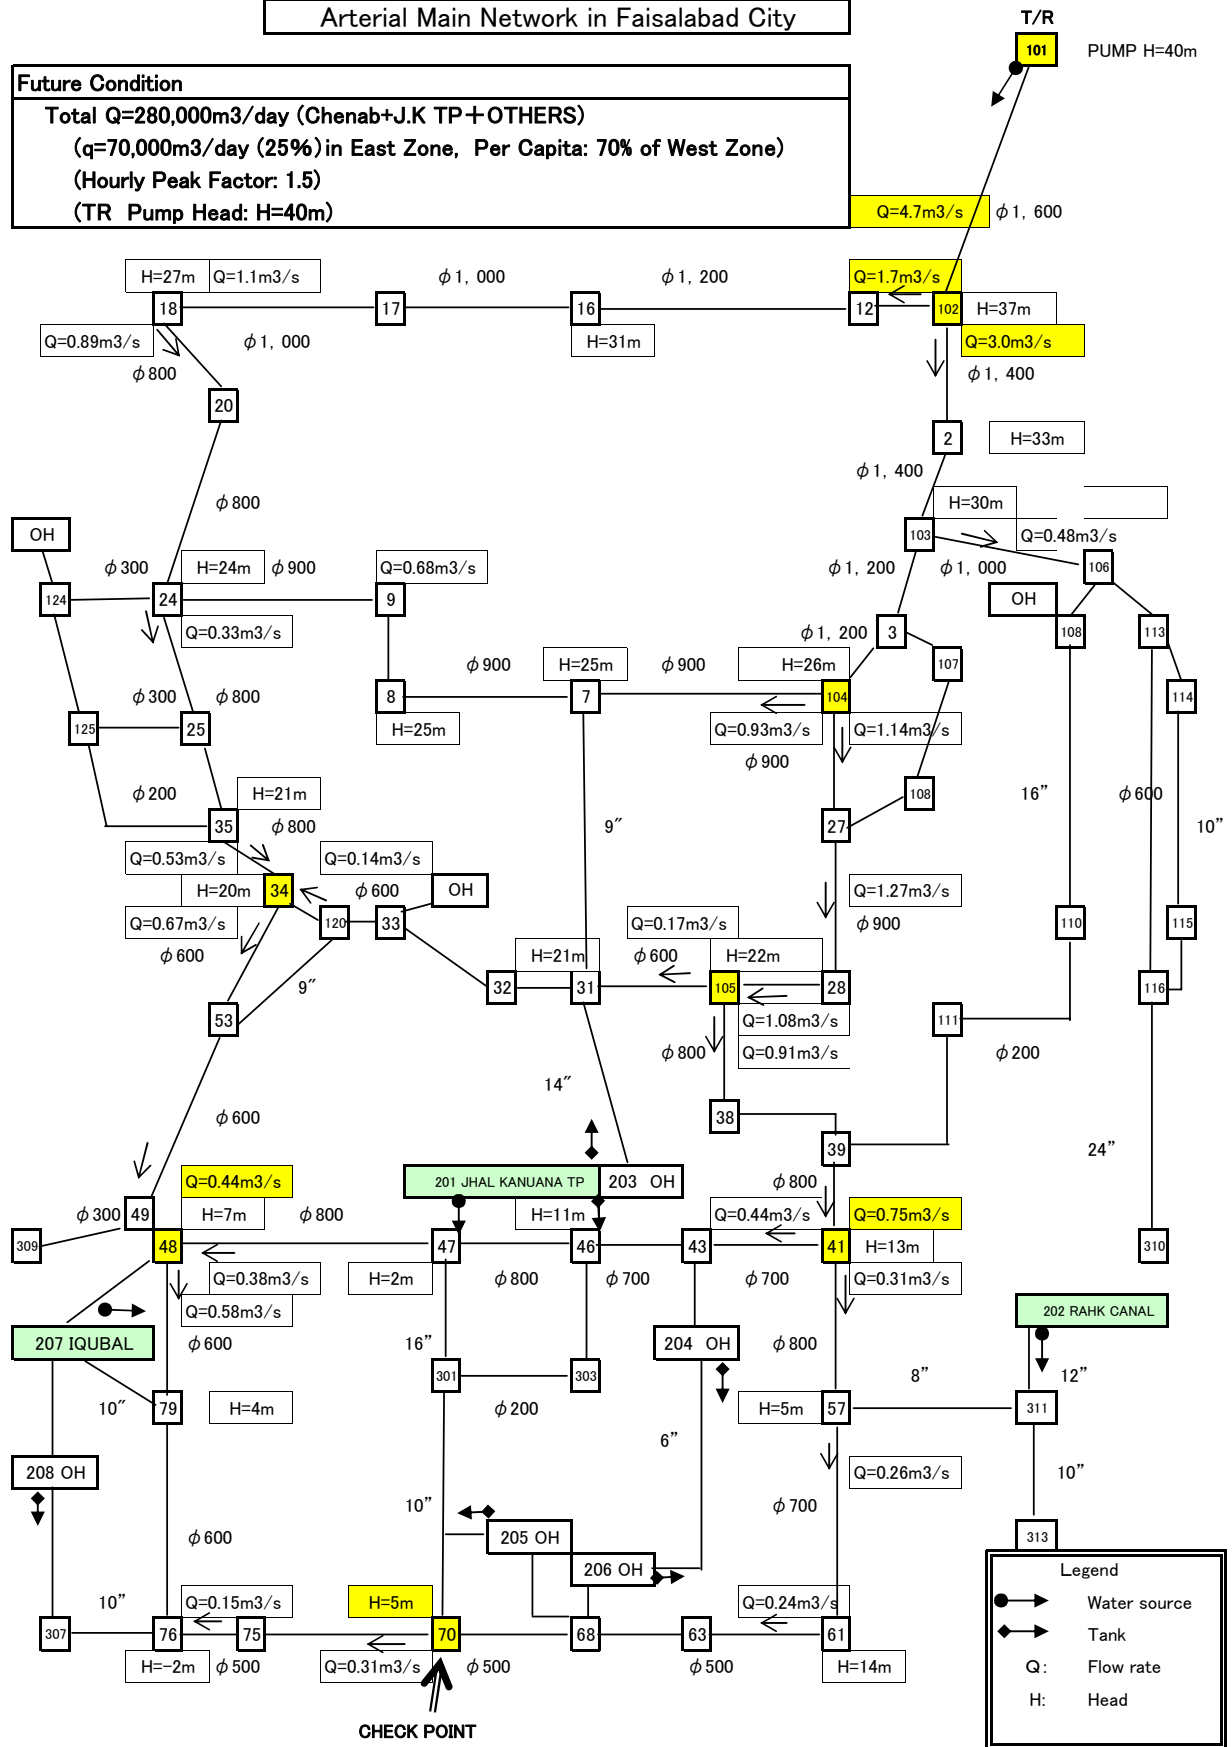 Arterial Main Network in Faisalabad City
T/R
101 PUMP H=40m
Future Condition
Total Q=280,000m3/day (Chenab+J.K TP+OTHERS)
(q=70,000m3/day (25%) in East Zone, Per Capita: 70% of West Zone)
(Hourly Peak Factor: 1.5)
(TR Pump Head: H=40m)
Q=4.7m3/s φ1, 600
H=27m Q=1.1m3/s φ1, 000 φ1, 200 Q=1.7m3/s
18 17 16 12 102 H=37m
Q=0.89m3/s φ1, 000 H=31m Q=3.0m3/s
φ800 φ1, 400
20
2 H=33m
φ1, 400
φ800 H=30m
OH 103 Q=0.48m3/s
φ300 H=24m φ900 Q=0.68m3/s φ1, 200 φ1, 000 106
124 24 9 OH
Q=0.33m3/s φ1, 200 3 108 113
φ900 H=25m φ900 H=26m 107
φ300 φ800 8 7 104 114
125 25 H=25m Q=0.93m3/s Q=1.14m3/s
φ900
φ200 H=21m 108 16” φ600
35 φ800 9″ 27 10”
Q=0.53m3/s Q=0.14m3/s
H=20m 34 φ600 OH Q=1.27m3/s
Q=0.67m3/s 120 33 Q=0.17m3/s φ900 110 115
φ600 H=21m φ600 H=22m
9″ 32 31 105 28 116
53 Q=1.08m3/s 111
φ800 Q=0.91m3/s φ200
14″
φ600 38
39 24”
Q=0.44m3/s 201 JHAL KANUANA TP 203 OH φ800
49 φ300 H=7m φ800 H=11m Q=0.44m3/s Q=0.75m3/s
309 48 47 46 43 41 H=13m 310
Q=0.38m3/s H=2m φ800 φ700 φ700 Q=0.31m3/s
Q=0.58m3/s 202 RAHK CANAL
207 IQUBAL φ600 16” 204 OH φ800
301 303 8” 12”
10″ 79 H=4m φ200 H=5m 57 311
6”
208 OH Q=0.26m3/s 10”
10” φ700
φ600 205 OH 313
206 OH Legend
10” Q=0.15m3/s H=5m Q=0.24m3/s Water source
307 76 75 70 68 63 61 Tank
H=-2m φ500 Q=0.31m3/s φ500 φ500 H=14m Q: Flow rate
H: Head
CHECK POINT